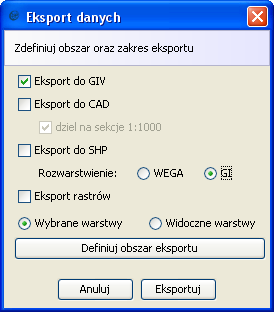 Eksport danych
Zdefiniuj obszar oraz zakres eksportu
Eksport do GIV
Eksport do CAD
dziel na sekcje 1:1000
Eksport do SHP
Rozwarstwienie: WEGA GI
Eksport rastrów
Wybrane warstwy Widoczne warstwy
Definiuj obszar eksportu
Anuluj Eksportuj